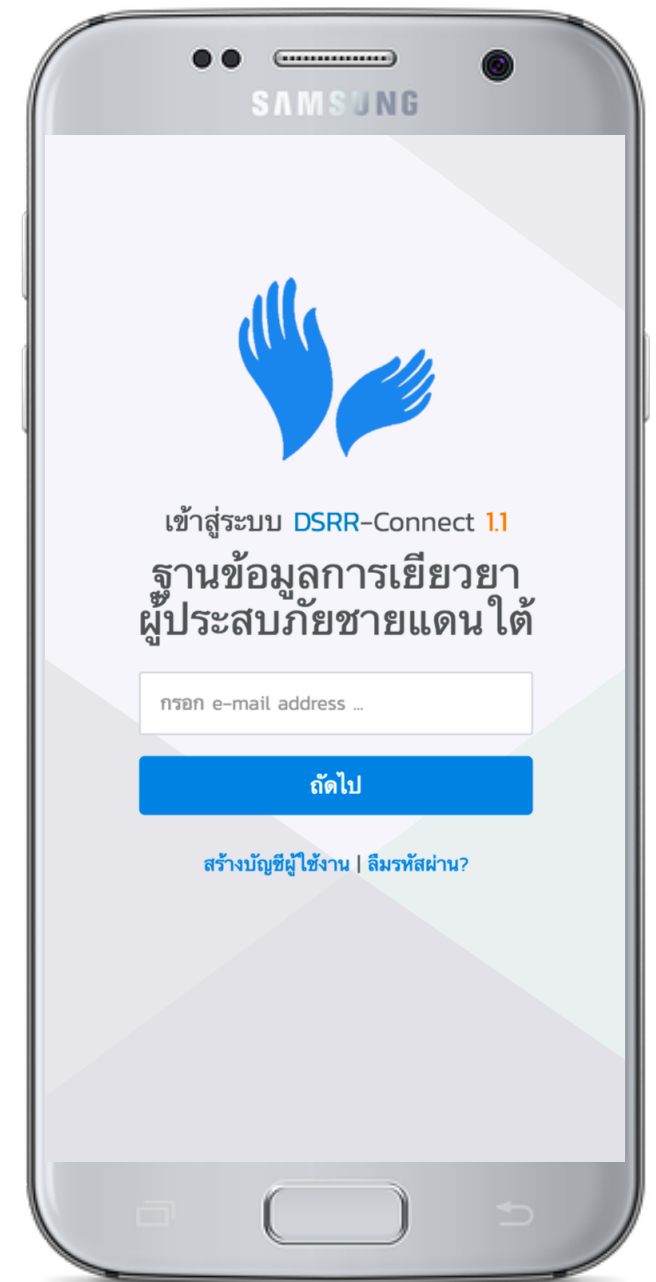 SAMSUNG
เข้าสู่ระบบ DSRR-Connect 1.1
ฐานข้อมูลการเยียวยา
ผู้ประสบภัยชายแดนใต้
กรอก e-mail address ...
ถัดไป
สร้างบัญชีผู้ใช้งาน | ลืมรหัสผ่าน?